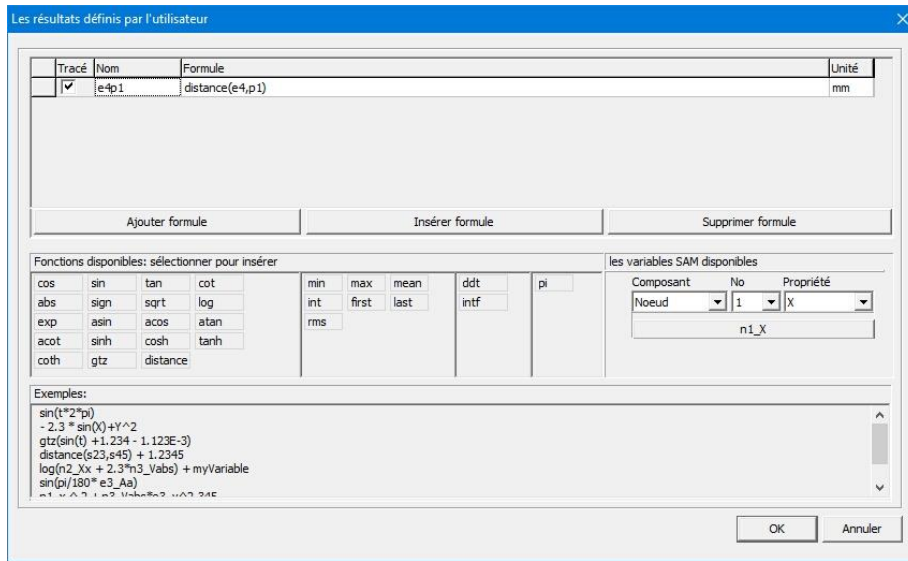 Les résultats définis par l'utilisateur
Tracé Nom Formule Unité
e4p1 distance(e4,p1) mm
Ajouter formule Insérer formule Supprimer formule
Fonctions disponibles: sélectionner pour insérer les variables SAM disponibles
cos sin tan cot min max mean ddt pi Composant No Propriété
abs sign sqrt log int first last intf Noeud 1 X
exp asin acos atan rms n1_X
acot sinh cosh tanh
coth gtz distance
Exemples:
sin(t*2*pi)
- 2.3 * sin(X)+Y^2
gtz(sin(t) +1.234 - 1.123E-3)
distance(s23,s45) + 1.2345
log(n2_Xx + 2.3*n3_Vabs) + myVariable
sin(pi/180* e3_Aa)
OK Annuler